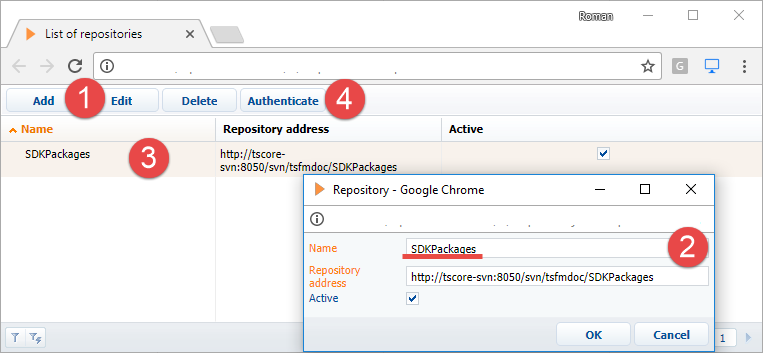 Roman
List of repositories
G
Add
1
Edit
Delete
Authenticate
4
Name
Repository address
Active
SDKPackages
3
http://tscore-
svn:8050/svn/tsfmdoc/SDKPackages
Repository - Google Chrome
Name
SDKPackages
2
Repository
address
http://tscore-svn:8050/svn/tsfmdoc/SDKPackages
Active
OK
Cancel
1